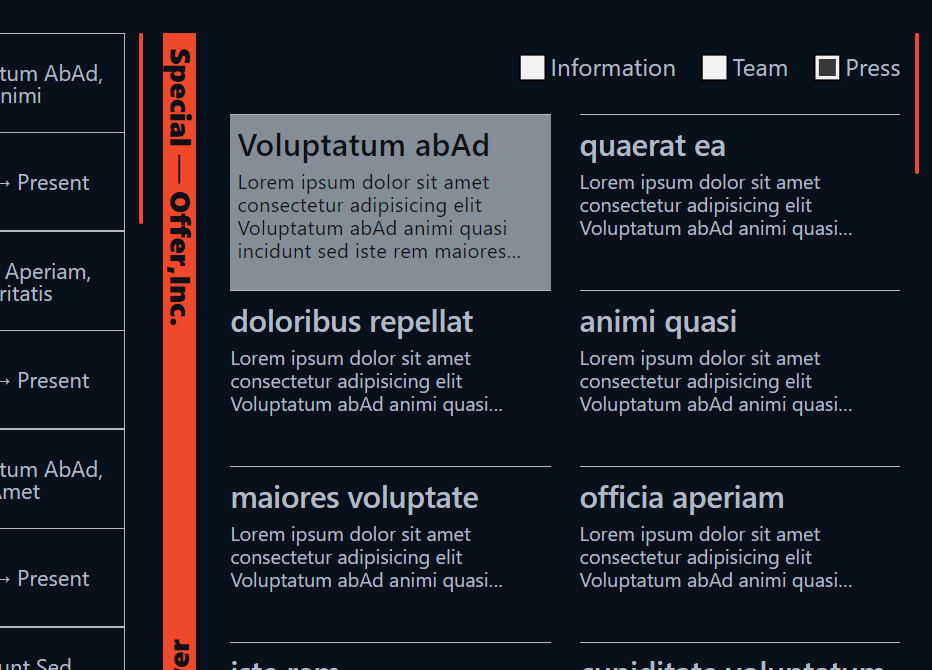 tum AbAd,
nimi
→ Present
Aperiam,
ritatis
→ Present
tum AbAd,
Amet
→ Present
unt Sed
Special — Offer,Inc.
Information
Team
Press
Voluptatum abAd
Lorem ipsum dolor sit amet
consectetur adipisicing elit
Voluptatum abAd animi quasi
incidunt sed iste rem maiores...
quaerat ea
Lorem ipsum dolor sit amet
consectetur adipisicing elit
Voluptatum abAd animi quasi...
doloribus repellat
Lorem ipsum dolor sit amet
consectetur adipisicing elit
Voluptatum abAd animi quasi...
animi quasi
Lorem ipsum dolor sit amet
consectetur adipisicing elit
Voluptatum abAd animi quasi...
maiores voluptate
Lorem ipsum dolor sit amet
consectetur adipisicing elit
Voluptatum abAd animi quasi...
officia aperiam
Lorem ipsum dolor sit amet
consectetur adipisicing elit
Voluptatum abAd animi quasi...
iste rem
cupiditate voluptatum